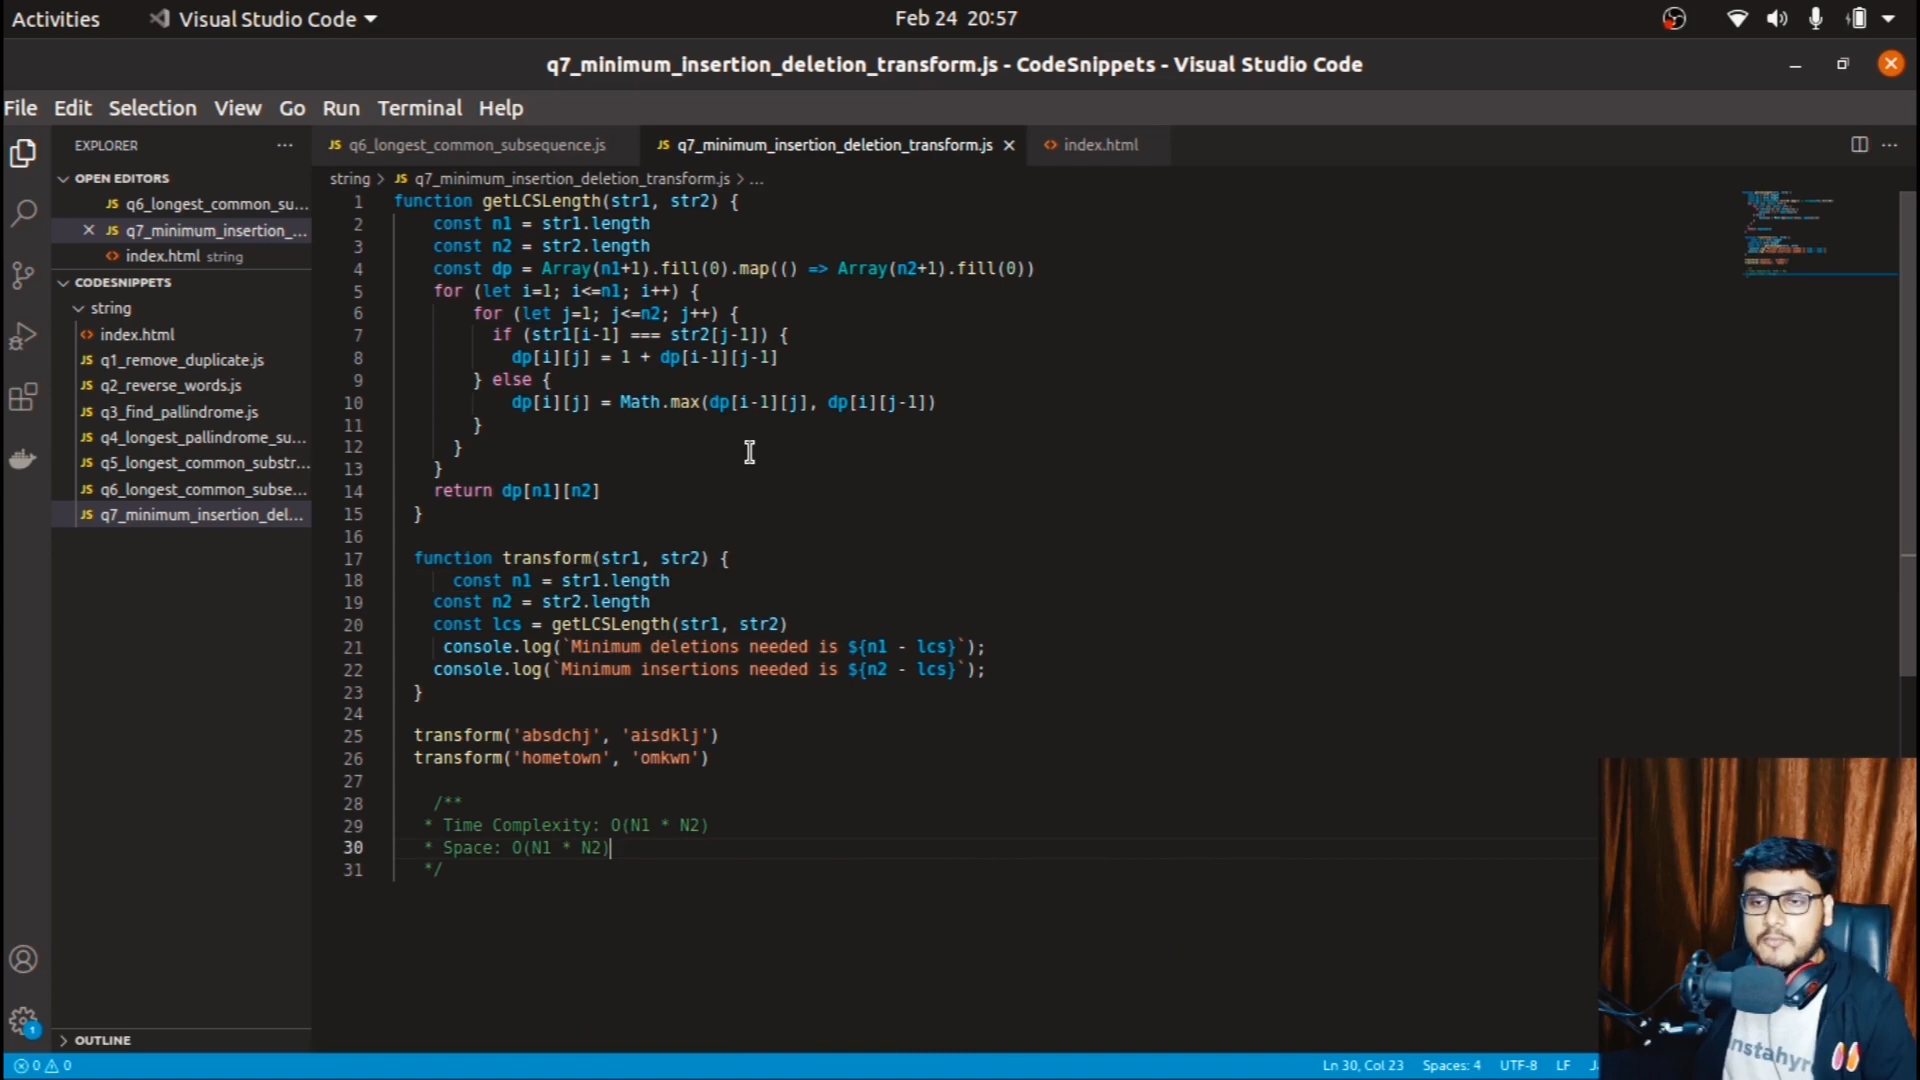 Activities
Visual Studio Code
Feb 24 20:57
q7_minimum_insertion_deletion_transform.js - CodeSnippets - Visual Studio Code
File Edit Selection View Go Run Terminal Help
EXPLORER ...
JS q6_longest_common_subsequence.js
JS q7_minimum_insertion_deletion_transform.js
index.html
OPEN EDITORS
JS q6_longest_common_su...
JS q7_minimum_insertion_...
index.html string
CODESNIPPETS
string
index.html
JS q1_remove_duplicate.js
JS q2_reverse_words.js
JS q3_find_pallindrome.js
JS q4_longest_pallindrome_su...
JS q5_longest_common_substr...
JS q6_longest_common_subse...
JS q7_minimum_insertion_del...
OUTLINE
string > JS q7_minimum_insertion_deletion_transform.js > ...
1 function getLCSLength(str1, str2) {
2 const n1 = str1.length
3 const n2 = str2.length
4 const dp = Array(n1+1).fill(0).map(() => Array(n2+1).fill(0))
5 for (let i=1; i<=n1; i++) {
6 for (let j=1; j<=n2; j++) {
7 if (str1[i-1] === str2[j-1]) {
8 dp[i][j] = 1 + dp[i-1][j-1]
9 } else {
10 dp[i][j] = Math.max(dp[i-1][j], dp[i][j-1])
11 }
12 }
13 }
14 return dp[n1][n2]
15 }
16
17 function transform(str1, str2) {
18 const n1 = str1.length
19 const n2 = str2.length
20 const lcs = getLCSLength(str1, str2)
21 console.log(`Minimum deletions needed is ${n1 - lcs}`);
22 console.log(`Minimum insertions needed is ${n2 - lcs}`);
23 }
24
25 transform('absdchj', 'aisdklj')
26 transform('hometown', 'omkwn')
27
28 /**
29 * Time Complexity: O(N1 * N2)
30 * Space: O(N1 * N2)
31 */
1
0 0
Ln 30, Col 23 Spaces: 4 UTF-8 LF
nstahyr